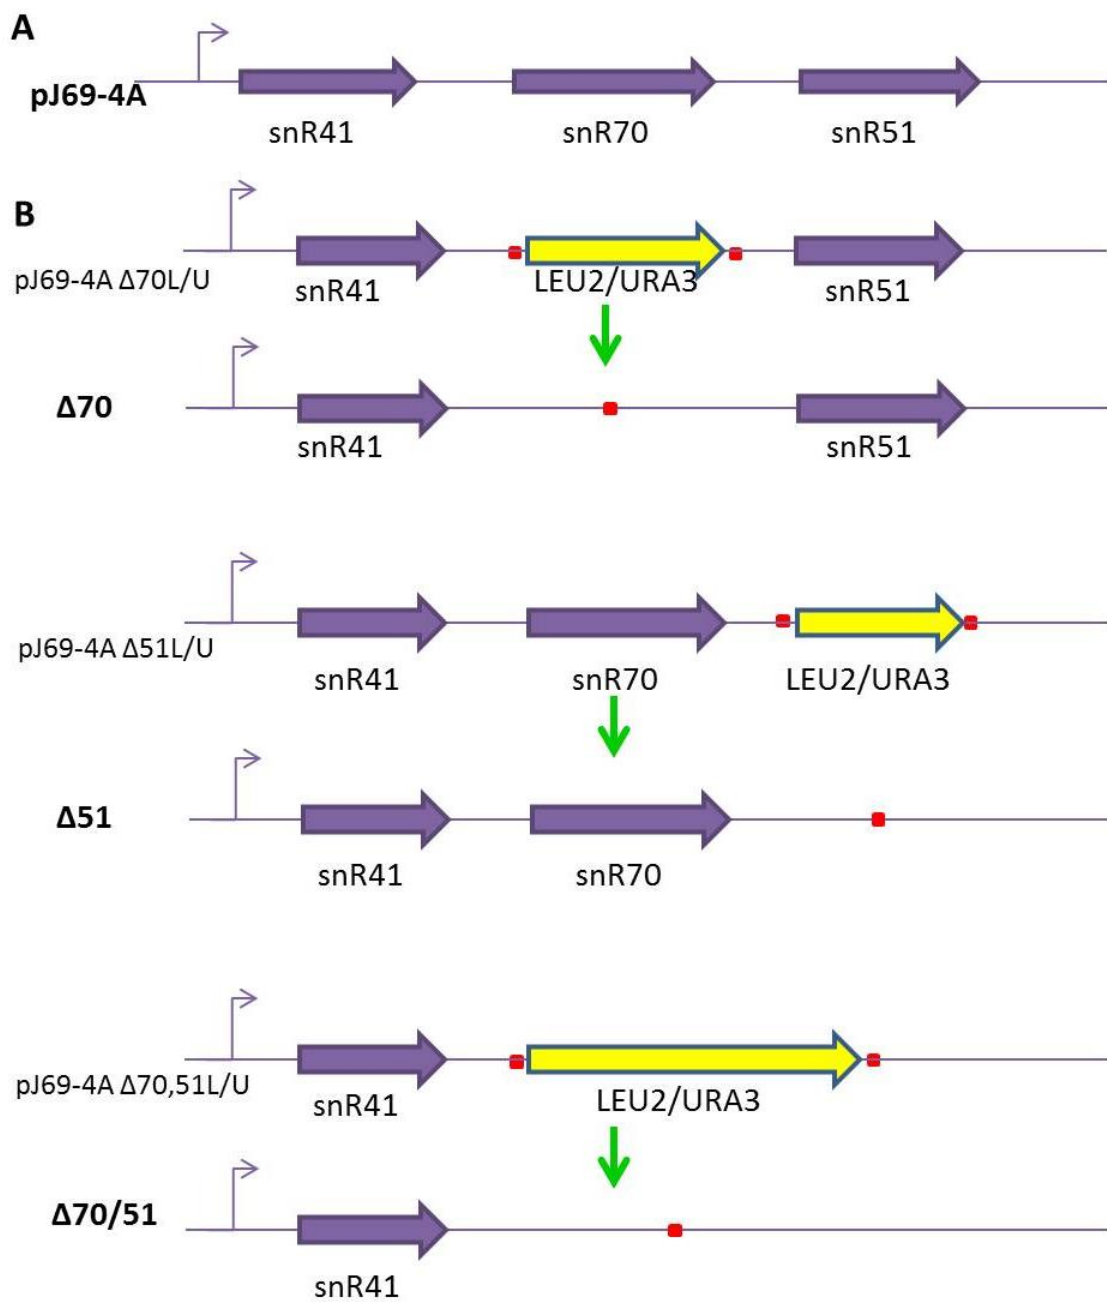 A
pJ69-4A
snR41 snR70 snR51
B
pJ69-4A Δ70L/U
snR41 LEU2/URA3 snR51
Δ70
snR41 snR51
pJ69-4A Δ51L/U
snR41 snR70 LEU2/URA3
Δ51
snR41 snR70
pJ69-4A Δ70,51L/U
snR41 LEU2/URA3
Δ70/51
snR41